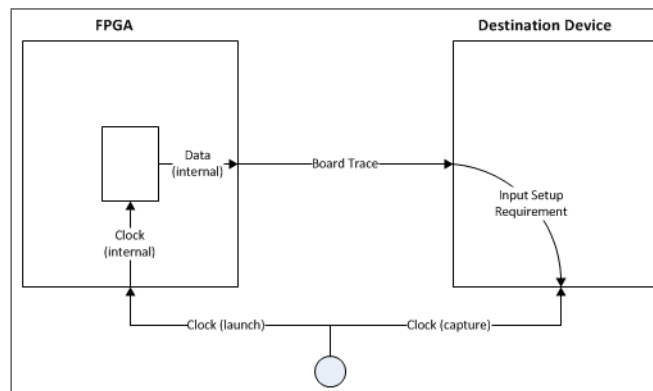 FPGA
Destination Device
Data
(internal)
Board Trace
Input Setup
Requirement
Clock
(internal)
Clock (launch)
Clock (capture)